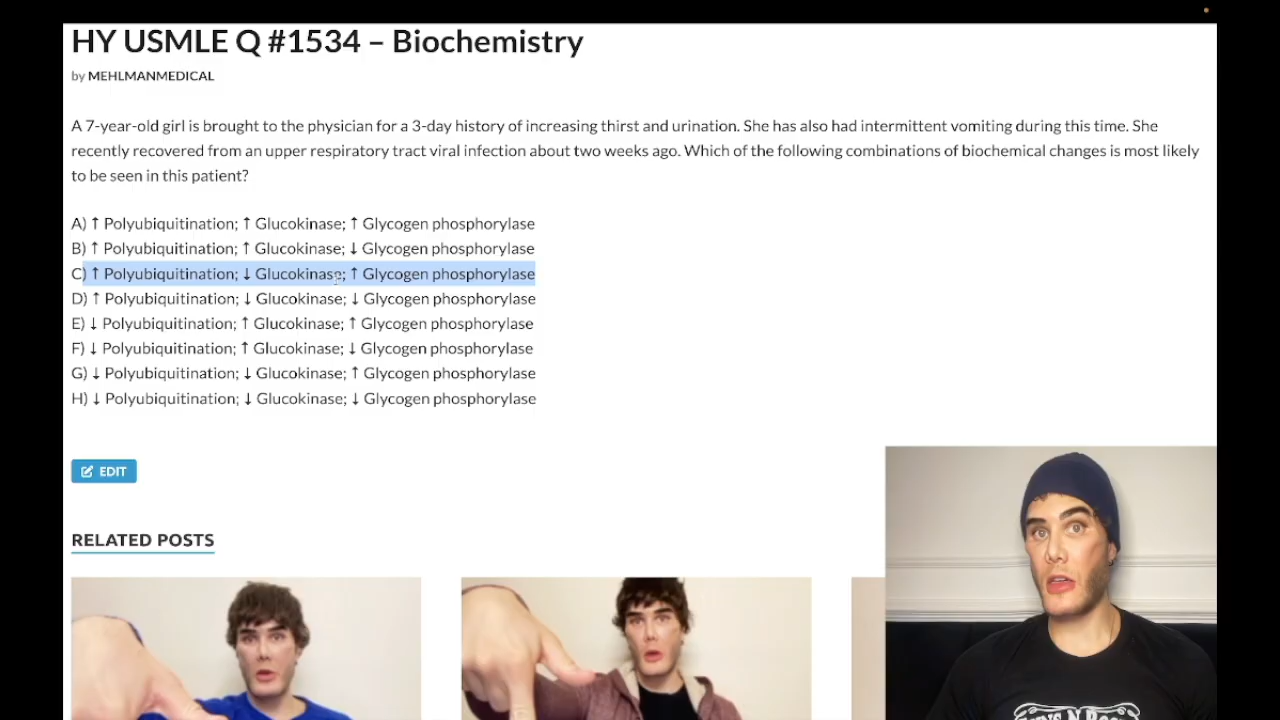 HY USMLE Q #1534 – Biochemistry
by MEHLMANMEDICAL
A 7-year-old girl is brought to the physician for a 3-day history of increasing thirst and urination. She has also had intermittent vomiting during this time. She
recently recovered from an upper respiratory tract viral infection about two weeks ago. Which of the following combinations of biochemical changes is most likely
to be seen in this patient?
A) ↑ Polyubiquitination; ↑ Glucokinase; ↑ Glycogen phosphorylase
B) ↑ Polyubiquitination; ↑ Glucokinase; ↓ Glycogen phosphorylase
C) ↑ Polyubiquitination; ↓ Glucokinase; ↑ Glycogen phosphorylase
D) ↑ Polyubiquitination; ↓ Glucokinase; ↓ Glycogen phosphorylase
E) ↓ Polyubiquitination; ↑ Glucokinase; ↑ Glycogen phosphorylase
F) ↓ Polyubiquitination; ↑ Glucokinase; ↓ Glycogen phosphorylase
G) ↓ Polyubiquitination; ↓ Glucokinase; ↑ Glycogen phosphorylase
H) ↓ Polyubiquitination; ↓ Glucokinase; ↓ Glycogen phosphorylase
EDIT
RELATED POSTS